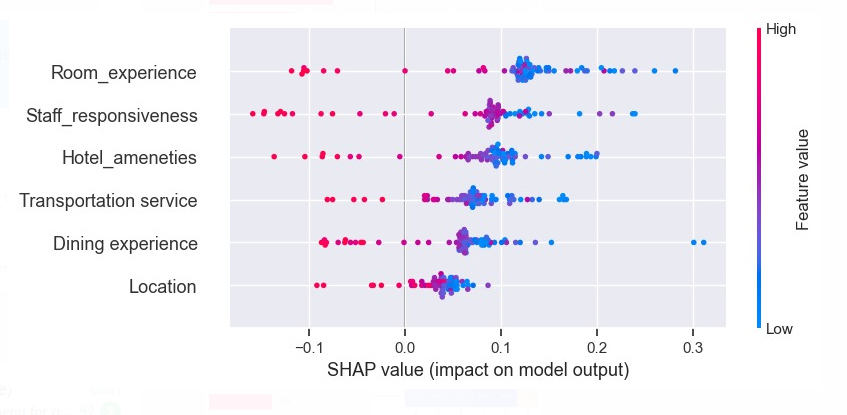 High
Room_experience
Staff_responsiveness
Hotel_ameneties
Transportation service
Dining experience
Location
Feature value
Low
−0.1 0.0 0.1 0.2 0.3
SHAP value (impact on model output)